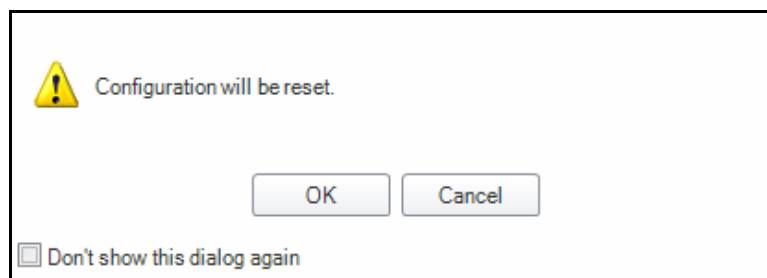 Configuration will be reset.
OK Cancel
Don't show this dialog again